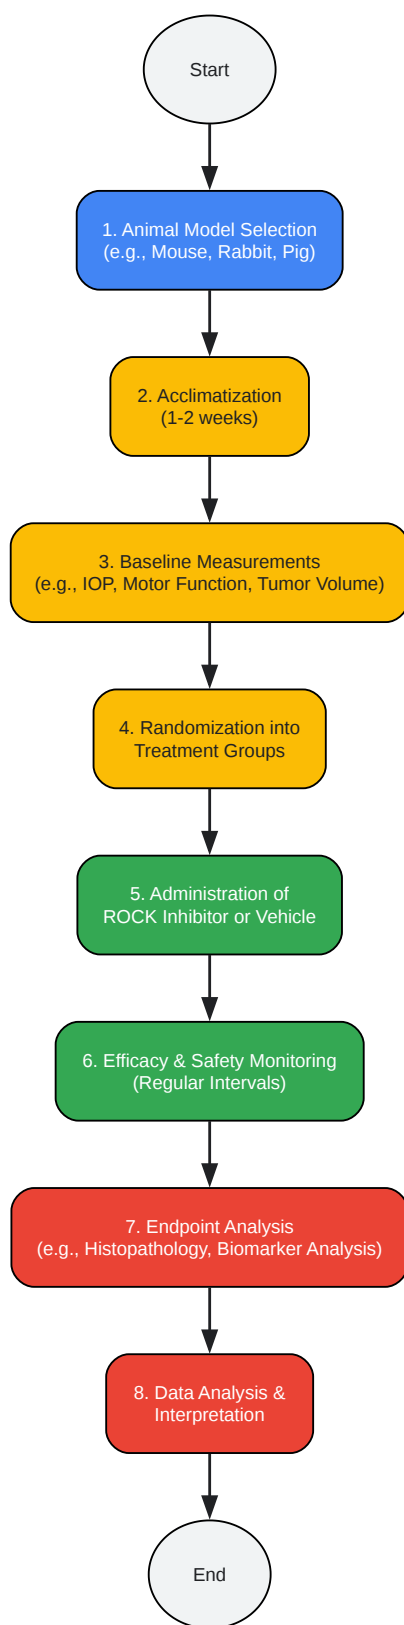 Start
1. Animal Model Selection
(e.g., Mouse, Rabbit, Pig)
2. Acclimatization
(1-2 weeks)
3. Baseline Measurements
(e.g., IOP, Motor Function, Tumor Volume)
4. Randomization into
Treatment Groups
5. Administration of
ROCK Inhibitor or Vehicle
6. Efficacy & Safety Monitoring
(Regular Intervals)
7. Endpoint Analysis
(e.g., Histopathology, Biomarker Analysis)
8. Data Analysis &
Interpretation
End